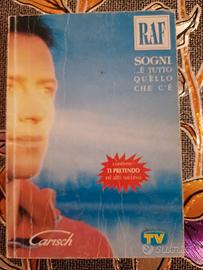 RAF
SOGNI
...È TUTTO
QUELLO
CHE C'È
contiene:
TI PRETENDO
ed altri successi
Carisch
TV